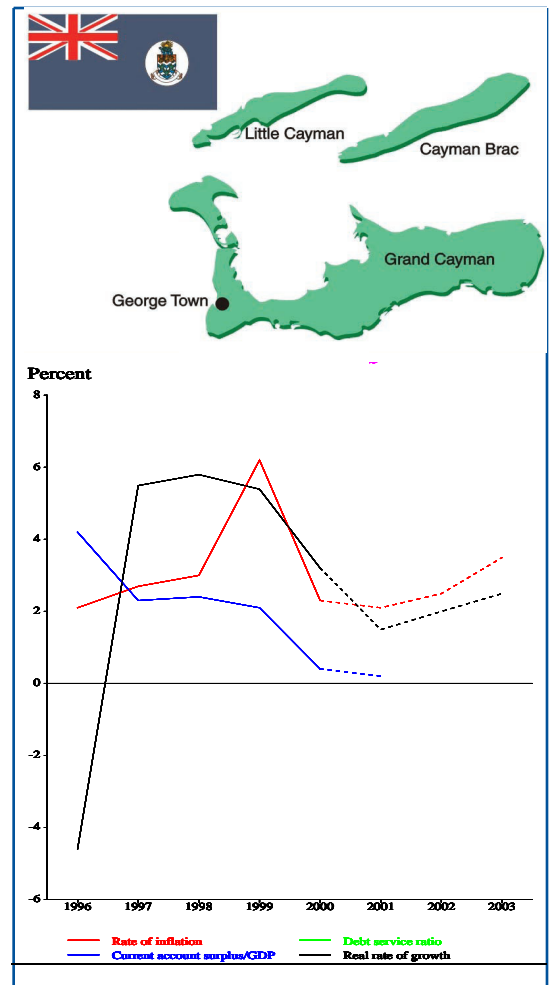 Little Cayman
Cayman Brac
Grand Cayman
George Town
Percent
8
6
4
2
0
-2
-4
-6
1996 1997 1998 1999 2000 2001 2002 2003
Rate of inflation Debt service ratio
Current account surplus/GDP Real rate of growth